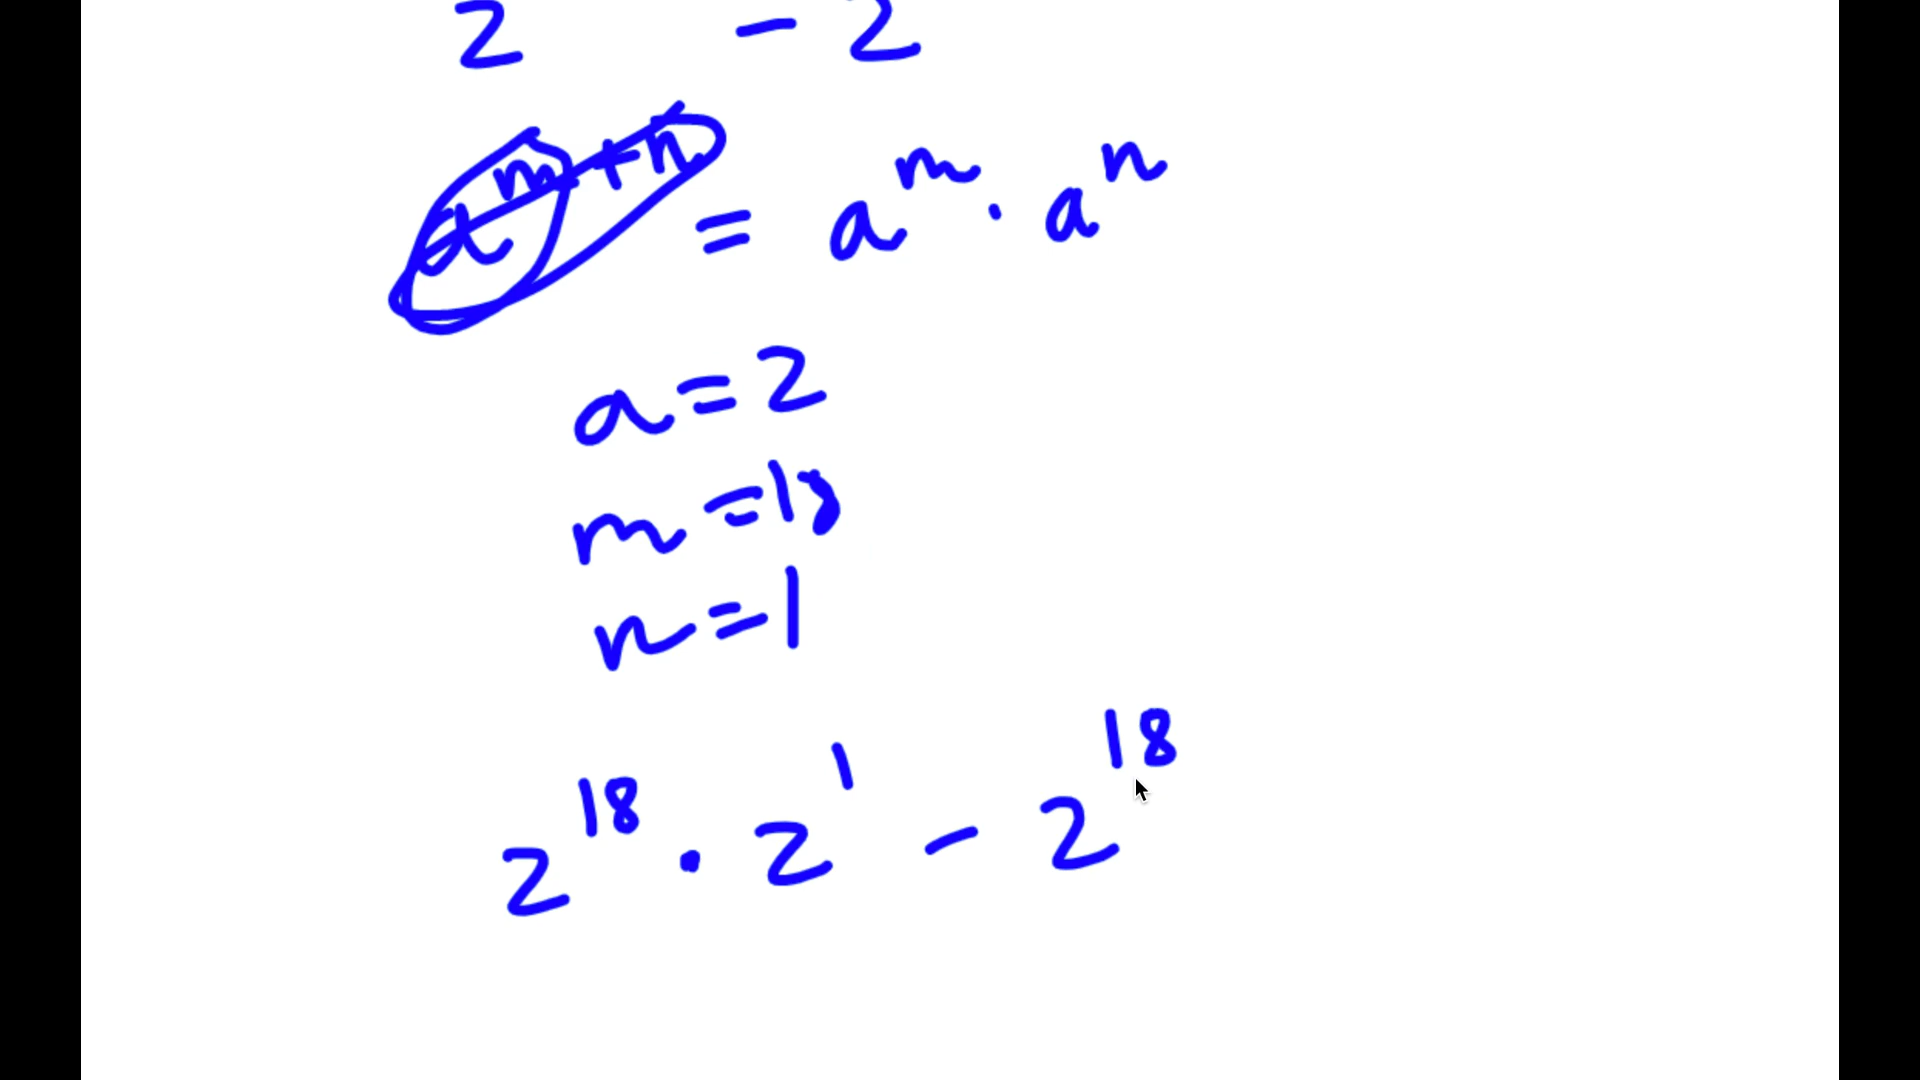 2 - 2
a^{m+n} = a^m · a^n
a = 2
m = 18
n = 1
2^{18} · 2^1 - 2^{18}